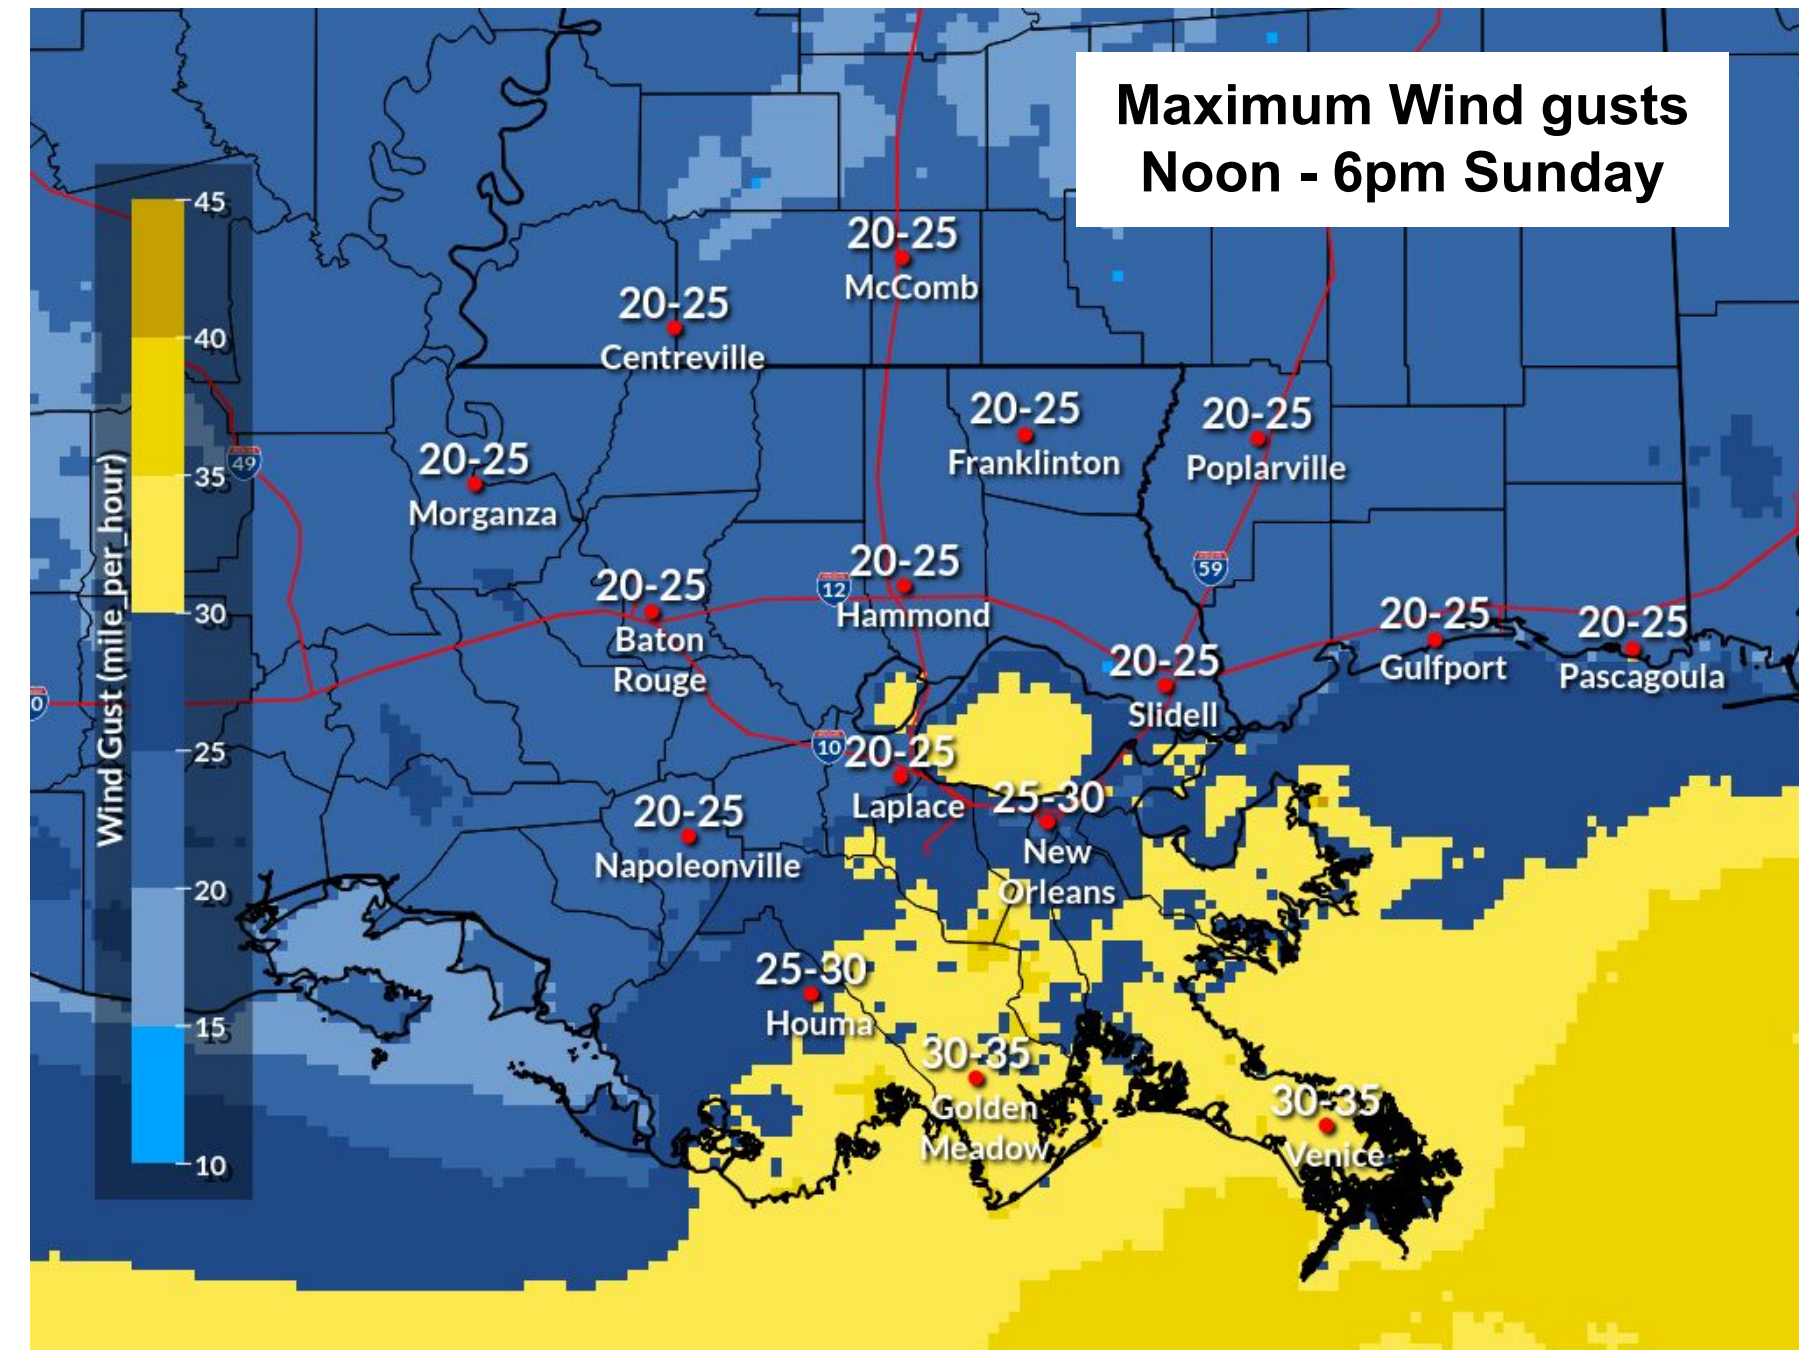 Maximum Wind gusts
Noon - 6pm Sunday
45
40
35
30
25
20
15
10
Wind Gust (mile_per_hour)
20-25
McComb
20-25
Centreville
20-25
Franklinton
20-25
Poplarville
49
20-25
Morganza
59
20-25
Baton
Rouge
12
20-25
Hammond
20-25
Gulfport
20-25
Pascagoula
20-25
Slidell
0
10
20-25
Laplace
25-30
New
Orleans
20-25
Napoleonville
25-30
Houma
30-35
Golden
Meadow
30-35
Venice